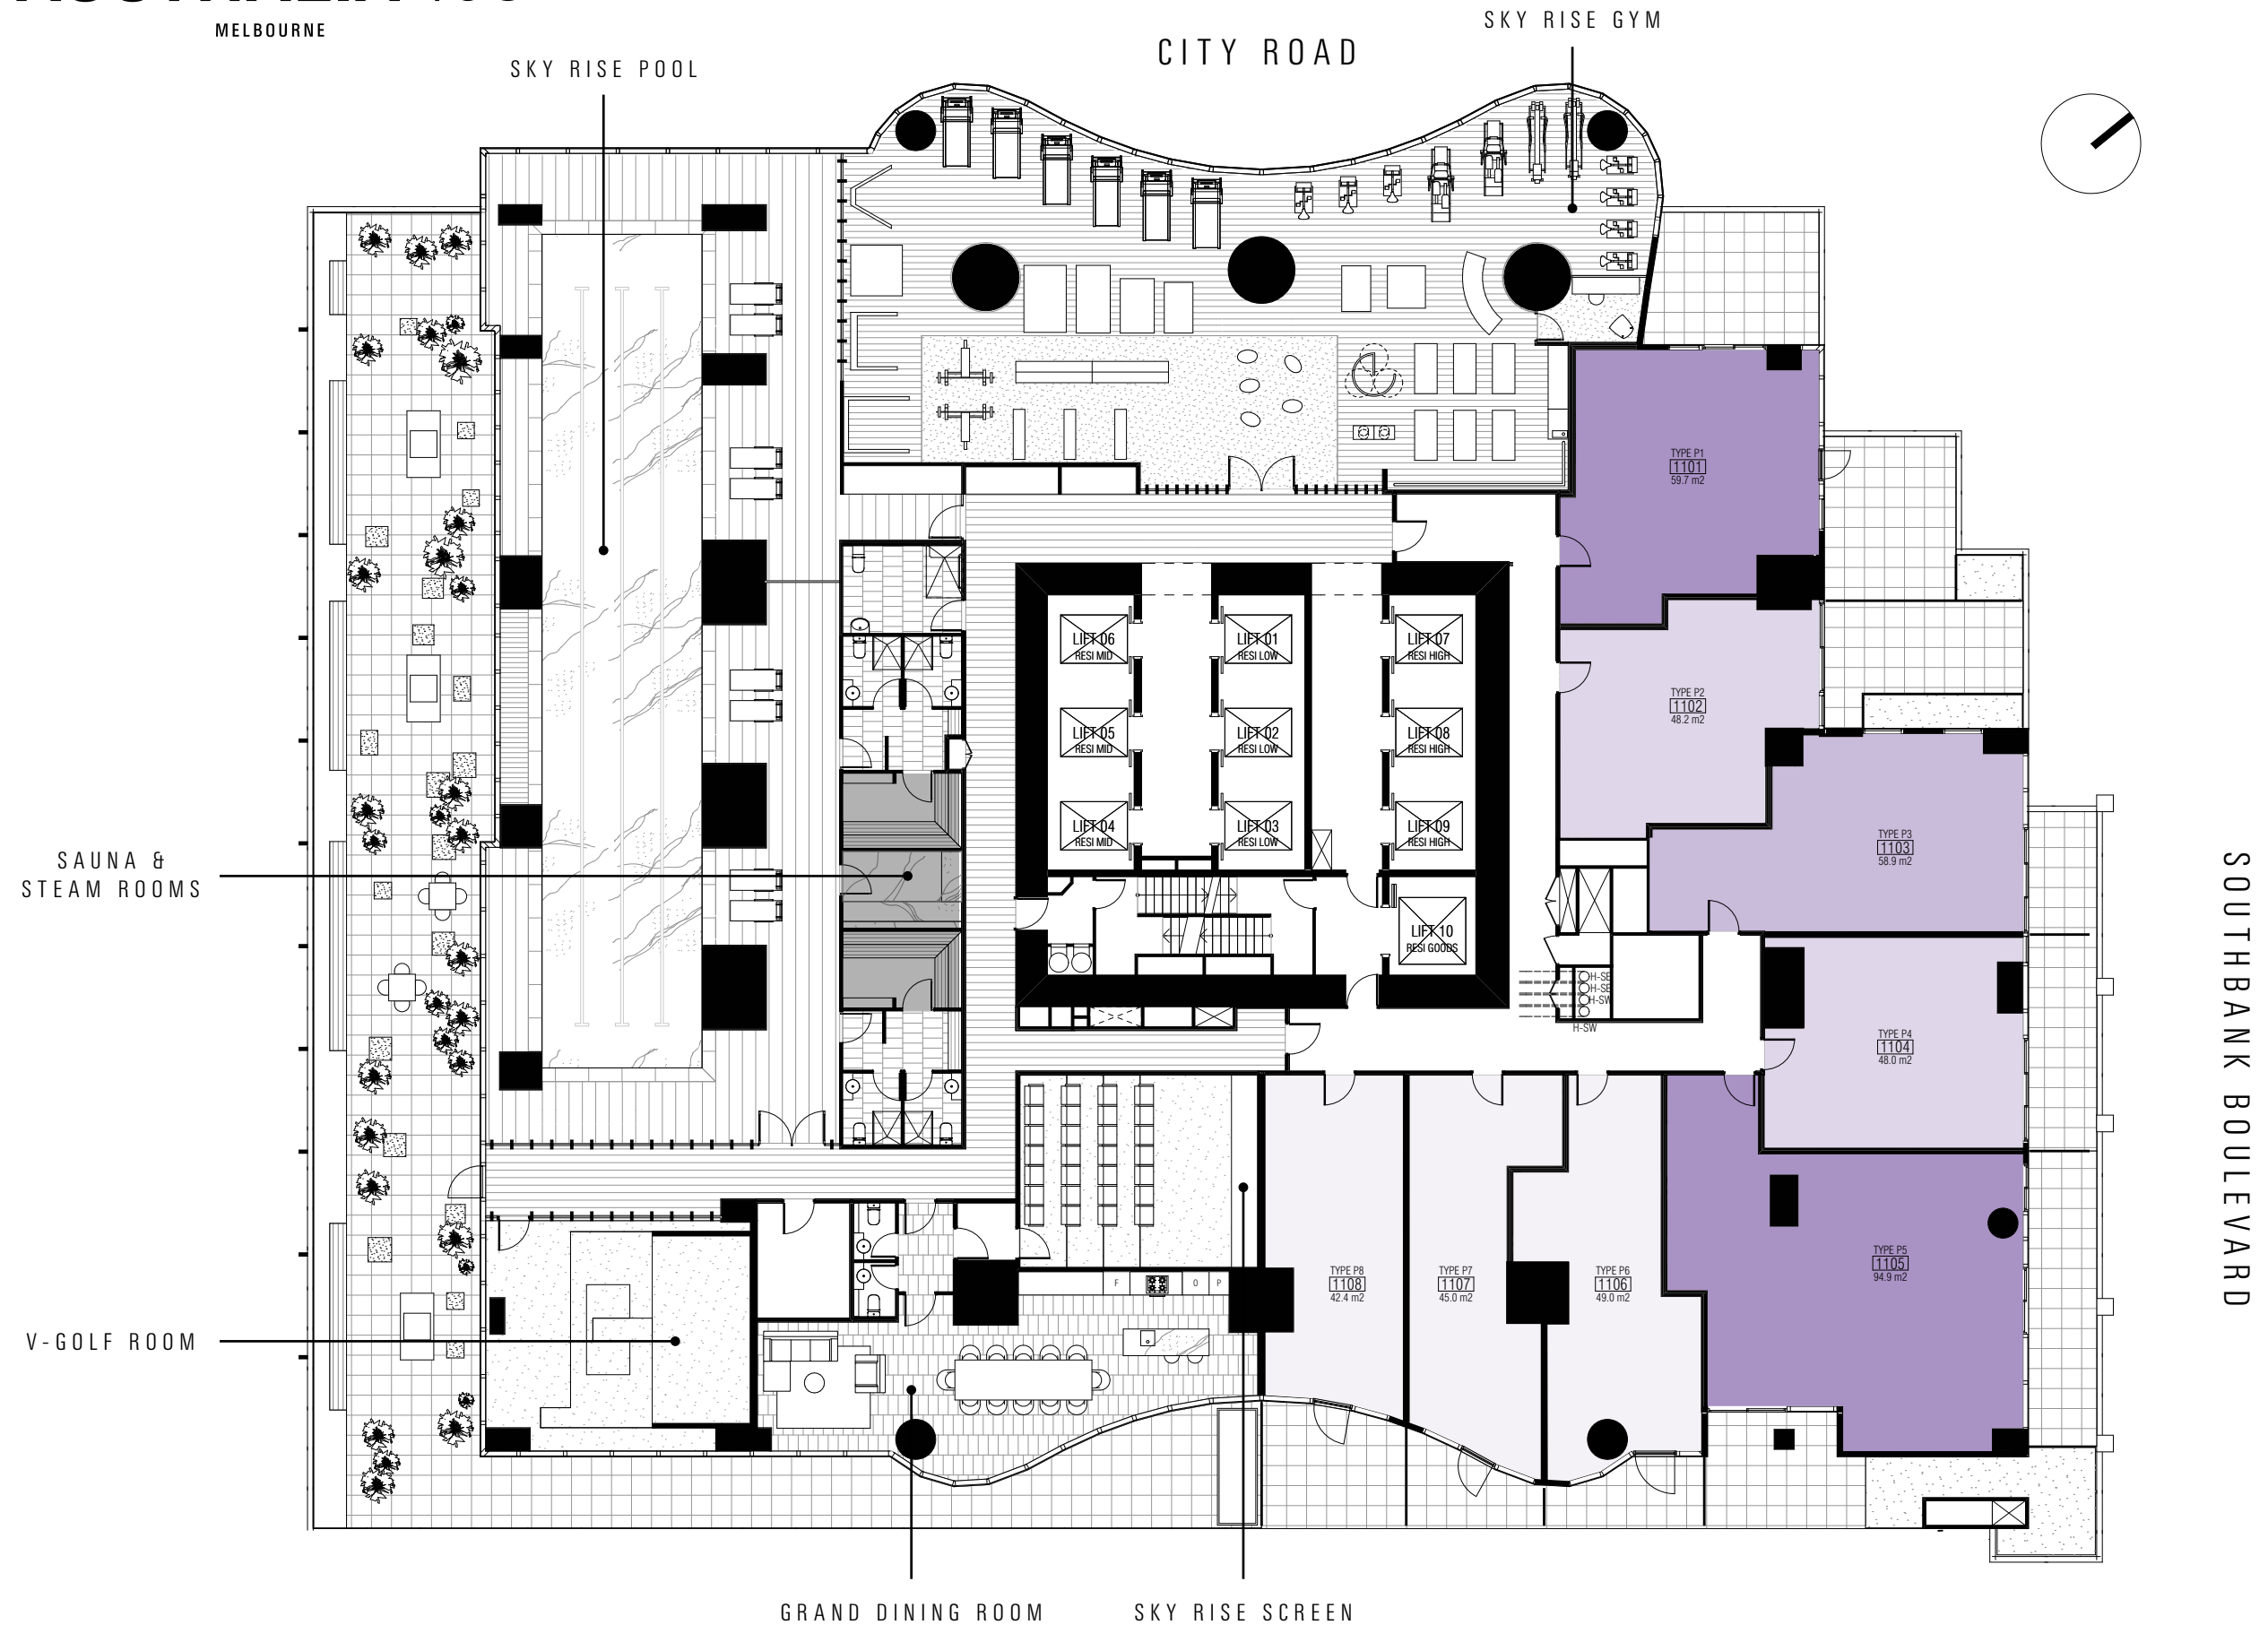 MELBOURNE
SKY RISE GYM
CITY ROAD
SKY RISE POOL
TYPE P1
1101
59.7 m2
LIFT 06
RESI MID
LIFT 01
RESI LOW
LIFT 07
RESI HIGH
TYPE P2
1102
48.2 m2
LIFT 05
RESI MID
LIFT 02
RESI LOW
LIFT 08
RESI HIGH
LIFT 04
RESI MID
LIFT 03
RESI LOW
LIFT 09
RESI HIGH
TYPE P3
1103
58.9 m2
SAUNA &
STEAM ROOMS
SOUTHBANK BOULEVARD
LIFT 10
RESI GOODS
H-SE
H-SE
H-SW
H-SW
TYPE P4
1104
48.0 m2
TYPE P5
1105
94.9 m2
TYPE P8
1108
42.4 m2
TYPE P7
1107
45.0 m2
TYPE P6
1106
49.0 m2
F
O
P
V-GOLF ROOM
GRAND DINING ROOM
SKY RISE SCREEN